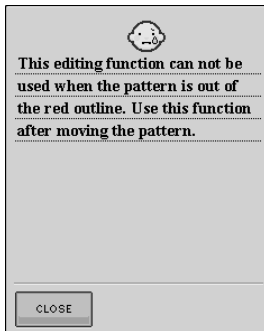 This editing function can not be
used when the pattern is out of
the red outline. Use this function
after moving the pattern.
CLOSE